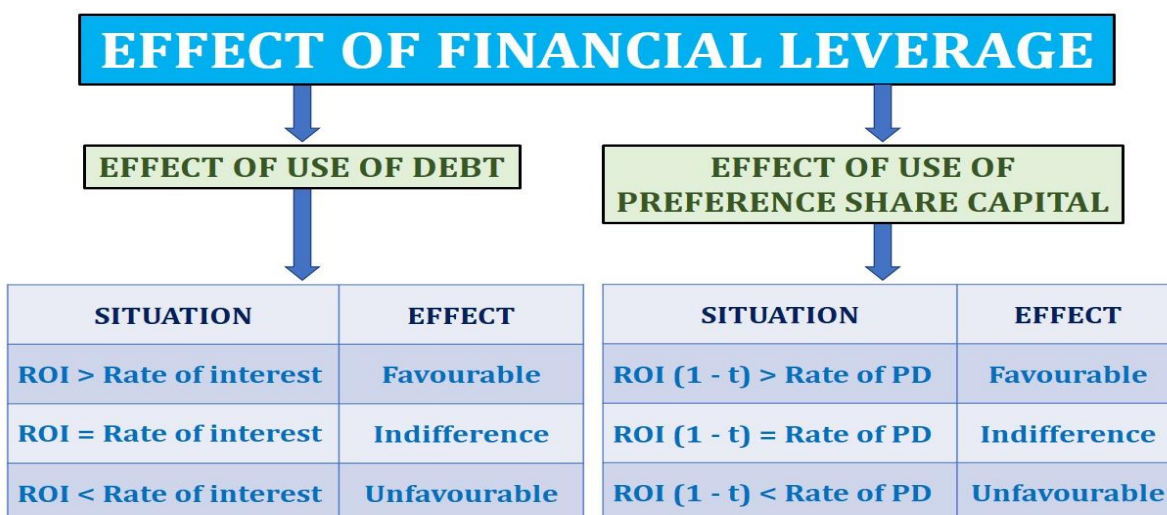 EFFECT OF FINANCIAL LEVERAGE
EFFECT OF USE OF DEBT
SITUATION EFFECT
ROI > Rate of interest Favourable
ROI = Rate of interest Indifference
ROI < Rate of interest Unfavourable
EFFECT OF USE OF
PREFERENCE SHARE CAPITAL
SITUATION EFFECT
ROI (1 - t) > Rate of PD Favourable
ROI (1 - t) = Rate of PD Indifference
ROI (1 - t) < Rate of PD Unfavourable